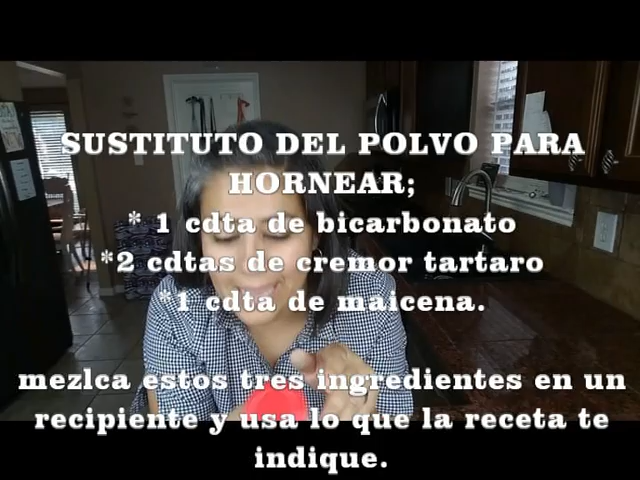 SUSTITUTO DEL POLVO PARA
HORNEAR;
* 1 cdta de bicarbonato
*2 cdtas de cremor tartaro
*1 cdta de maicena.
mezlca estos tres ingredientes en un
recipiente y usa lo que la receta te
indique.